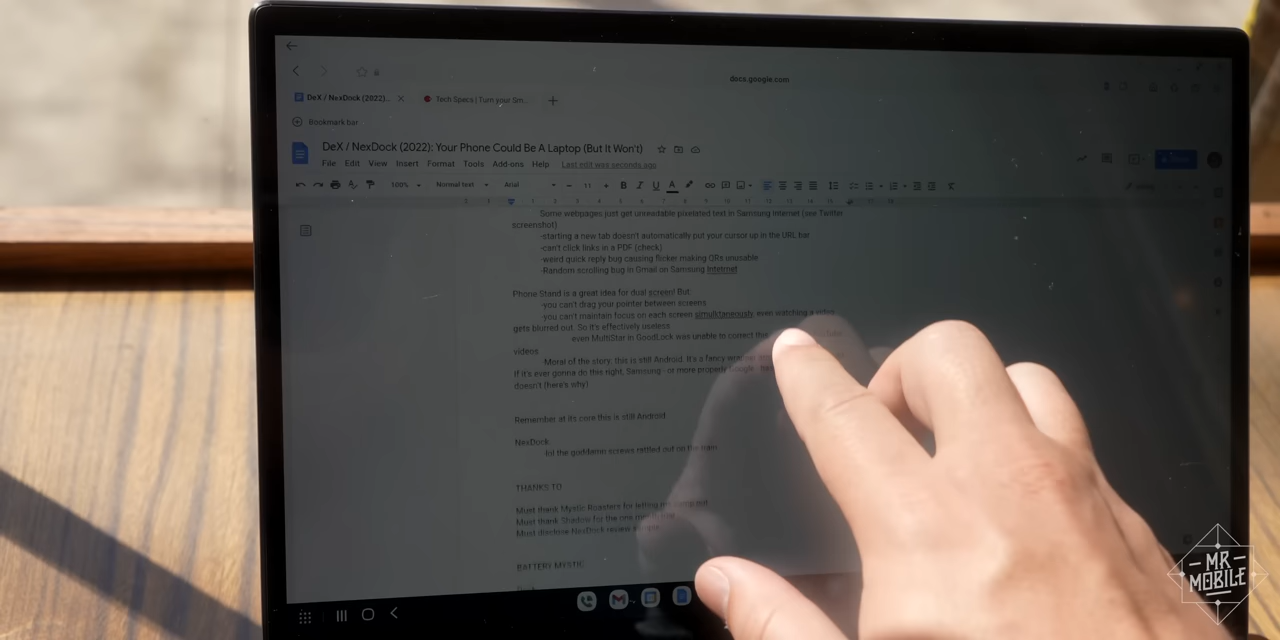 docs.google.com
DeX / NexDock (2022)...
Tech Specs | Turn your Sm...
Bookmark bar
DeX / NexDock (2022): Your Phone Could Be A Laptop (But It Won't)
File Edit View Insert Format Tools Add-ons Help Last edit was seconds ago
100% Normal text Arial 11 B I U A
Some webpages just get unreadable pixelated text in Samsung Internet (see Twitter
screenshot)
-starting a new tab doesn't automatically put your cursor up in the URL bar
-can't click links in a PDF (check)
-weird quick reply bug causing flicker making QRs unusable
-Random scrolling bug in Gmail on Samsung Internet
Phone Stand is a great idea for dual screen! But:
-you can't drag your pointer between screens
-you can't maintain focus on each screen simulktaneously, even watching a video
gets blurred out. So it's effectively useless
even MultiStar in GoodLock was unable to correct this
videos
-Moral of the story: this is still Android. It's a fancy
If it's ever gonna do this right, Samsung - or more properly Google -
doesn't (here's why)
Remember at its core this is still Android
NexDock
-lol the goddamn screws rattled out on the train
THANKS TO
Must thank Mystic Roasters for letting me
Must thank Shadow for the one
Must disclose NexDock review
BATTERY MYSTIC
MR
MOBILE